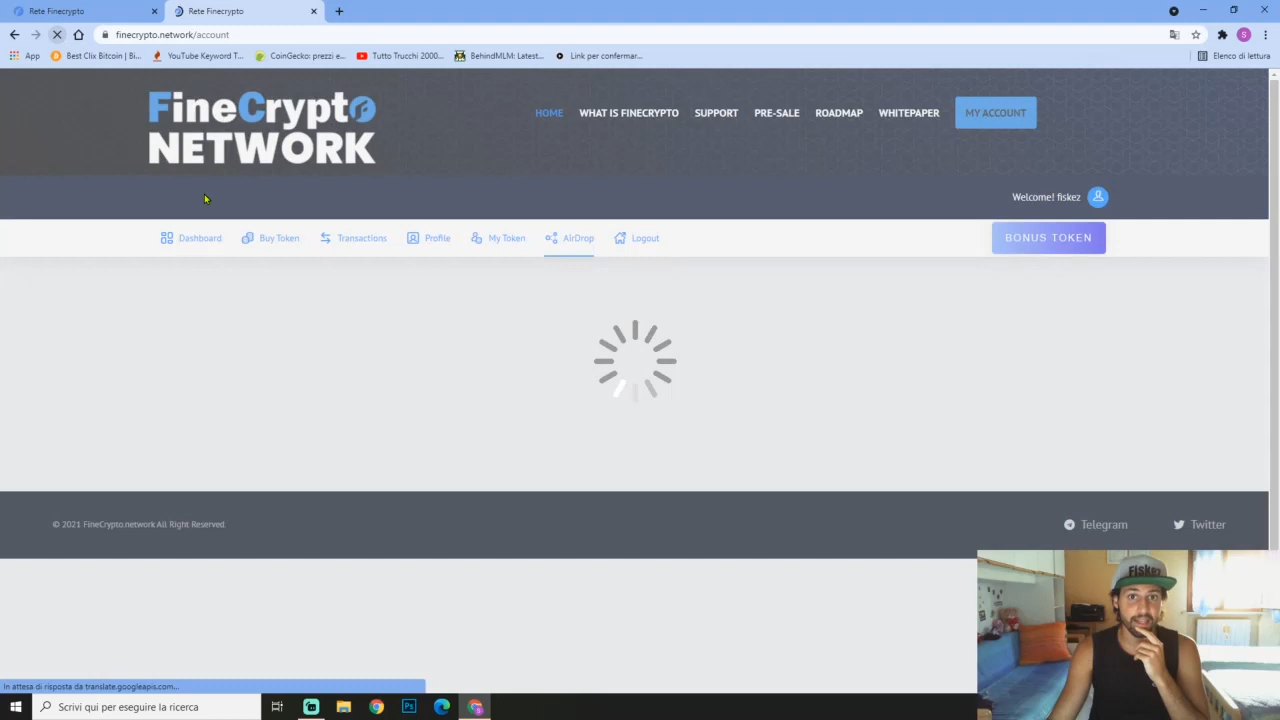 Rete Finecrypto
Rete Finecrypto
finecrypto.network/account
App
Best Clix Bitcoin | Bi...
YouTube Keyword T...
CoinGecko: prezzi e...
Tutto Trucchi 2000...
BehindMLM: Latest...
Link per confermar...
Elenco di lettura
FineCrypto
NETWORK
HOME
WHAT IS FINECRYPTO
SUPPORT
PRE-SALE
ROADMAP
WHITEPAPER
MY ACCOUNT
Welcome! fiskez
Dashboard
Buy Token
Transactions
Profile
My Token
AirDrop
Logout
BONUS TOKEN
© 2021 FineCrypto.network All Right Reserved
Telegram
Twitter
Fiskez
In attesa di risposta da translate.googleapis.com...
Scrivi qui per eseguire la ricerca